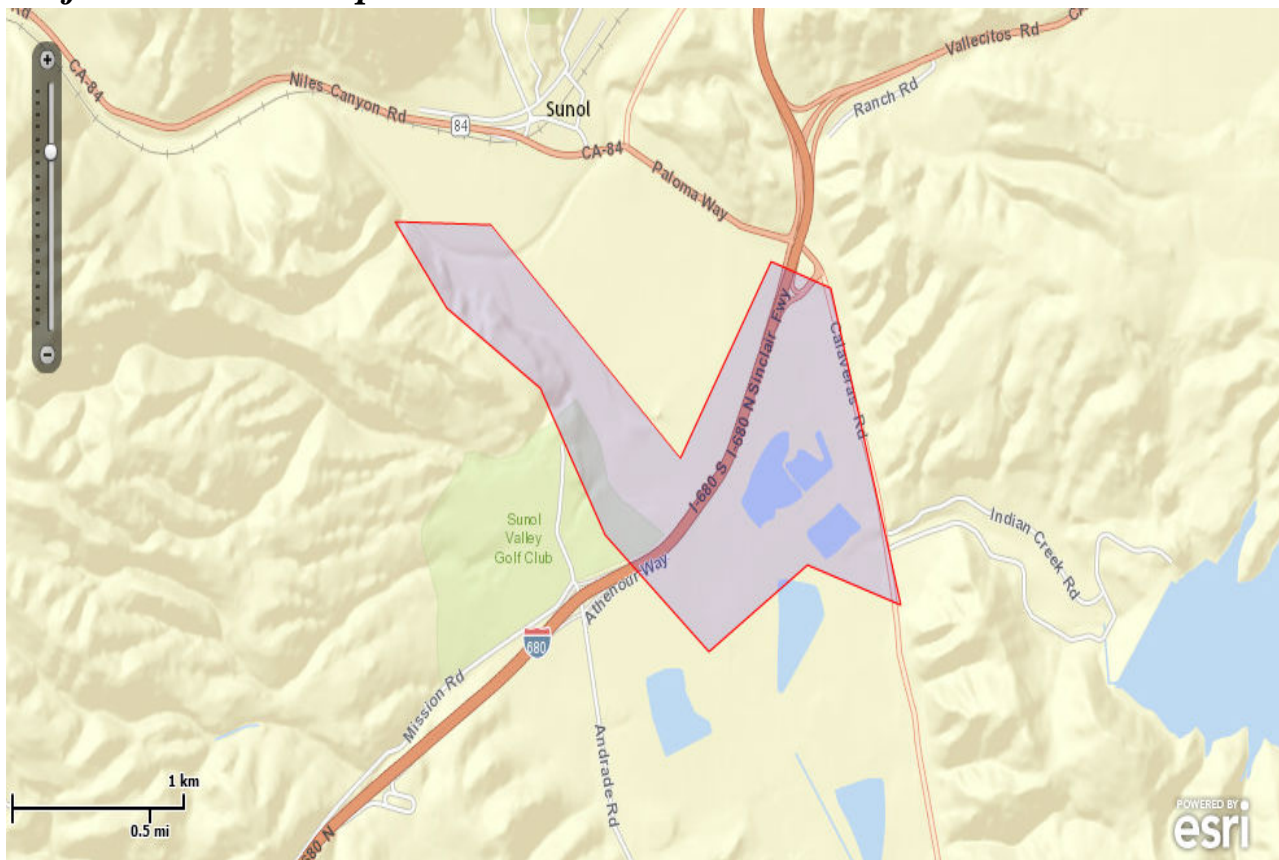 Rd
CA-84
Niles Canyon Rd
84
Sunol
CA-84
Paloma Way
Vallecitos Rd
Ranch Rd
I-680 S I-680 N Sinclair Fwy
Calaveras Rd
Sunol
Valley
Golf Club
Athenour Way
Indian Creek Rd
680
Mission Rd
Andrade Rd
1 km
0.5 mi
680 N
POWERED BY
esri